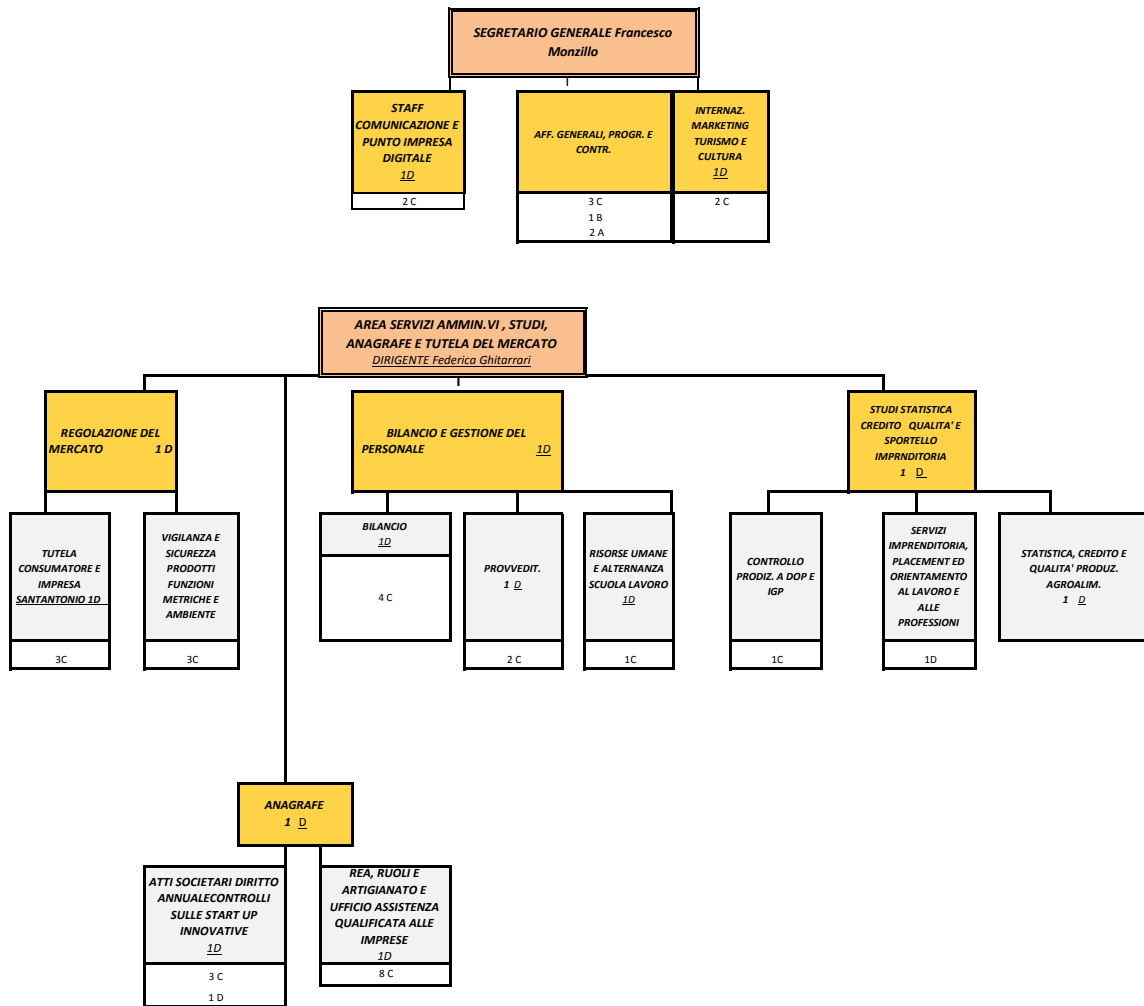 SEGRETARIO GENERALE Francesco
Monzillo
STAFF
COMUNICAZIONE E
PUNTO IMPRESA
DIGITALE
1D
2 C
AFF. GENERALI, PROGR. E
CONTR.
3 C
1 B
2 A
INTERNAZ.
MARKETING
TURISMO E
CULTURA
1D
2 C
AREA SERVIZI AMMIN.VI , STUDI,
ANAGRAFE E TUTELA DEL MERCATO
DIRIGENTE Federica Ghitarrari
REGOLAZIONE DEL
MERCATO 1 D
BILANCIO E GESTIONE DEL
PERSONALE 1D
STUDI STATISTICA
CREDITO QUALITA' E
SPORTELLO
IMPRNDITORIA
1 D
TUTELA
CONSUMATORE E
IMPRESA
SANTANTONIO 1D
3C
VIGILANZA E
SICUREZZA
PRODOTTI
FUNZIONI
METRICHE E
AMBIENTE
3C
BILANCIO
1D
4 C
PROVVEDIT.
1 D
2 C
RISORSE UMANE
E ALTERNANZA
SCUOLA LAVORO
1D
1C
CONTROLLO
PRODIZ. A DOP E
IGP
1C
SERVIZI
IMPRENDITORIA,
PLACEMENT ED
ORIENTAMENTO
AL LAVORO E
ALLE
PROFESSIONI
1D
STATISTICA, CREDITO E
QUALITA' PRODUZ.
AGROALIM.
1 D
ANAGRAFE
1 D
ATTI SOCIETARI DIRITTO
ANNUALECONTROLLI
SULLE START UP
INNOVATIVE
1D
3 C
1 D
REA, RUOLI E
ARTIGIANATO E
UFFICIO ASSISTENZA
QUALIFICATA ALLE
IMPRESE
1D
8 C